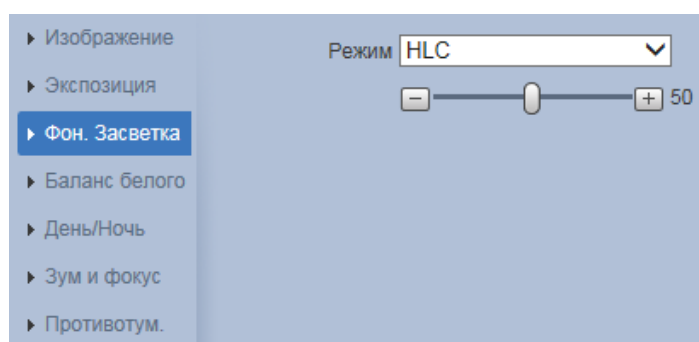 Изображение
Экспозиция
Фон. Засветка
Баланс белого
День/Ночь
Зум и фокус
Противотум.
Режим HLC
50